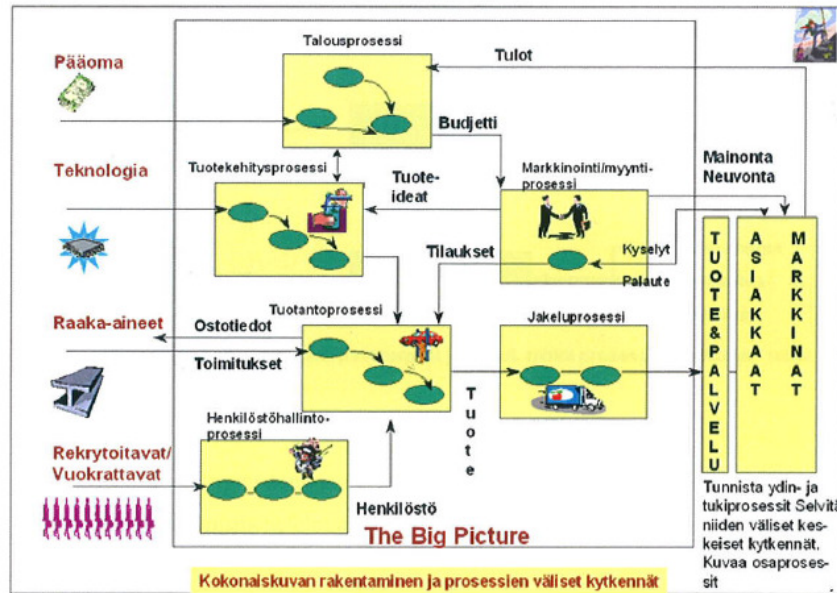 Talousprosessi
Pääoma
Tulot
Budjetti
Teknologia
Tuotekehitysprosessi
Tuote-
ideat
Markkinointi/myynti-
prosessi
Mainonta
Neuvonta
Tilaukset
Kyselyt
Palaute
TUOTE&PALVELU
ASIAKKAAT
MARKKINAT
Raaka-aineet
Ostotiedot
Toimitukset
Tuotantoprosessi
Jakeluprosessi
Tuote
Henkilöstöhallinto-
prosessi
Rekrytoitavat/
Vuokrattavat
Henkilöstö
The Big Picture
Tunnista ydin- ja
tukiprosessit Selvitä
niiden väliset kes-
keiset kytkennät.
Kuvaa osaproses-
sit
Kokonaiskuvan rakentaminen ja prosessien väliset kytkennät